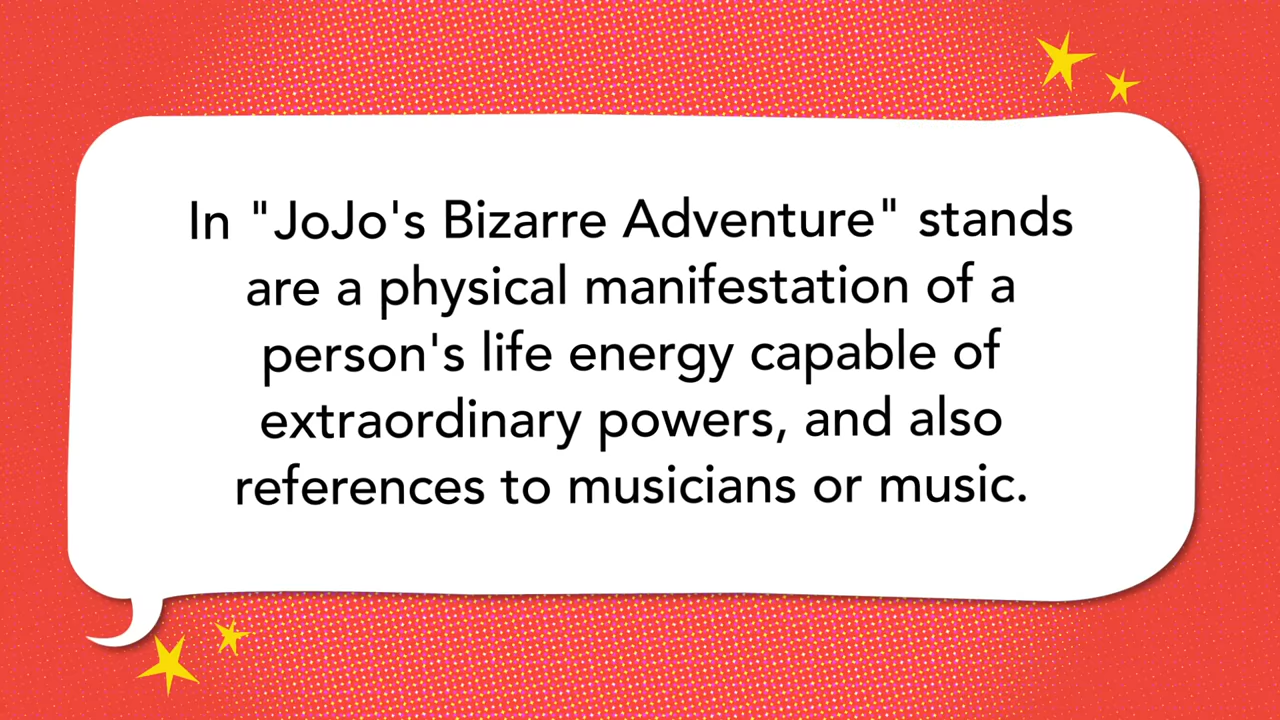 In "JoJo's Bizarre Adventure" stands
are a physical manifestation of a
person's life energy capable of
extraordinary powers, and also
references to musicians or music.